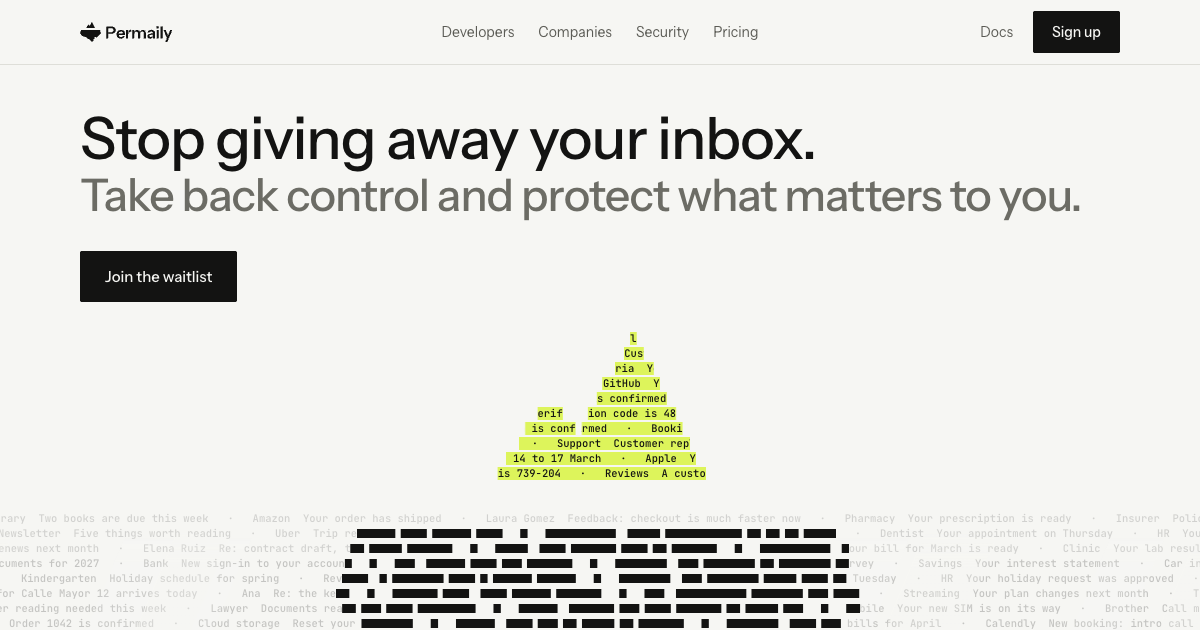 Permaily
Developers Companies Security Pricing
Docs Sign up
Stop giving away your inbox.
Take back control and protect what matters to you.
Join the waitlist
l
Cus
ria Y
GitHub Y
s confirmed
erif ion code is 48
is conf rmed · Booki
· Support Customer rep
14 to 17 March · Apple Y
is 739-204 · Reviews A custo
rary Two books are due this week · Amazon Your order has shipped · Laura Gomez Feedback: checkout is much faster now · Pharmacy Your prescription is ready · Insurer Polic
Newsletter Five things worth reading · Uber Trip re · Dentist Your appointment on Thursday · HR You
enews next month · Elena Ruiz Re: contract draft, t our bill for March is ready · Clinic Your lab resul
cuments for 2027 · Bank New sign-in to your accoun rvey · Savings Your interest statement · Car in
Kindergarten Holiday schedule for spring · Rev Tuesday · HR Your holiday request was approved ·
for Calle Mayor 12 arrives today · Ana Re: the ke · Streaming Your plan changes next month · T
er reading needed this week · Lawyer Documents rea bile Your new SIM is on its way · Brother Call m
Order 1042 is confirmed · Cloud storage Reset your bills for April · Calendly New booking: intro call